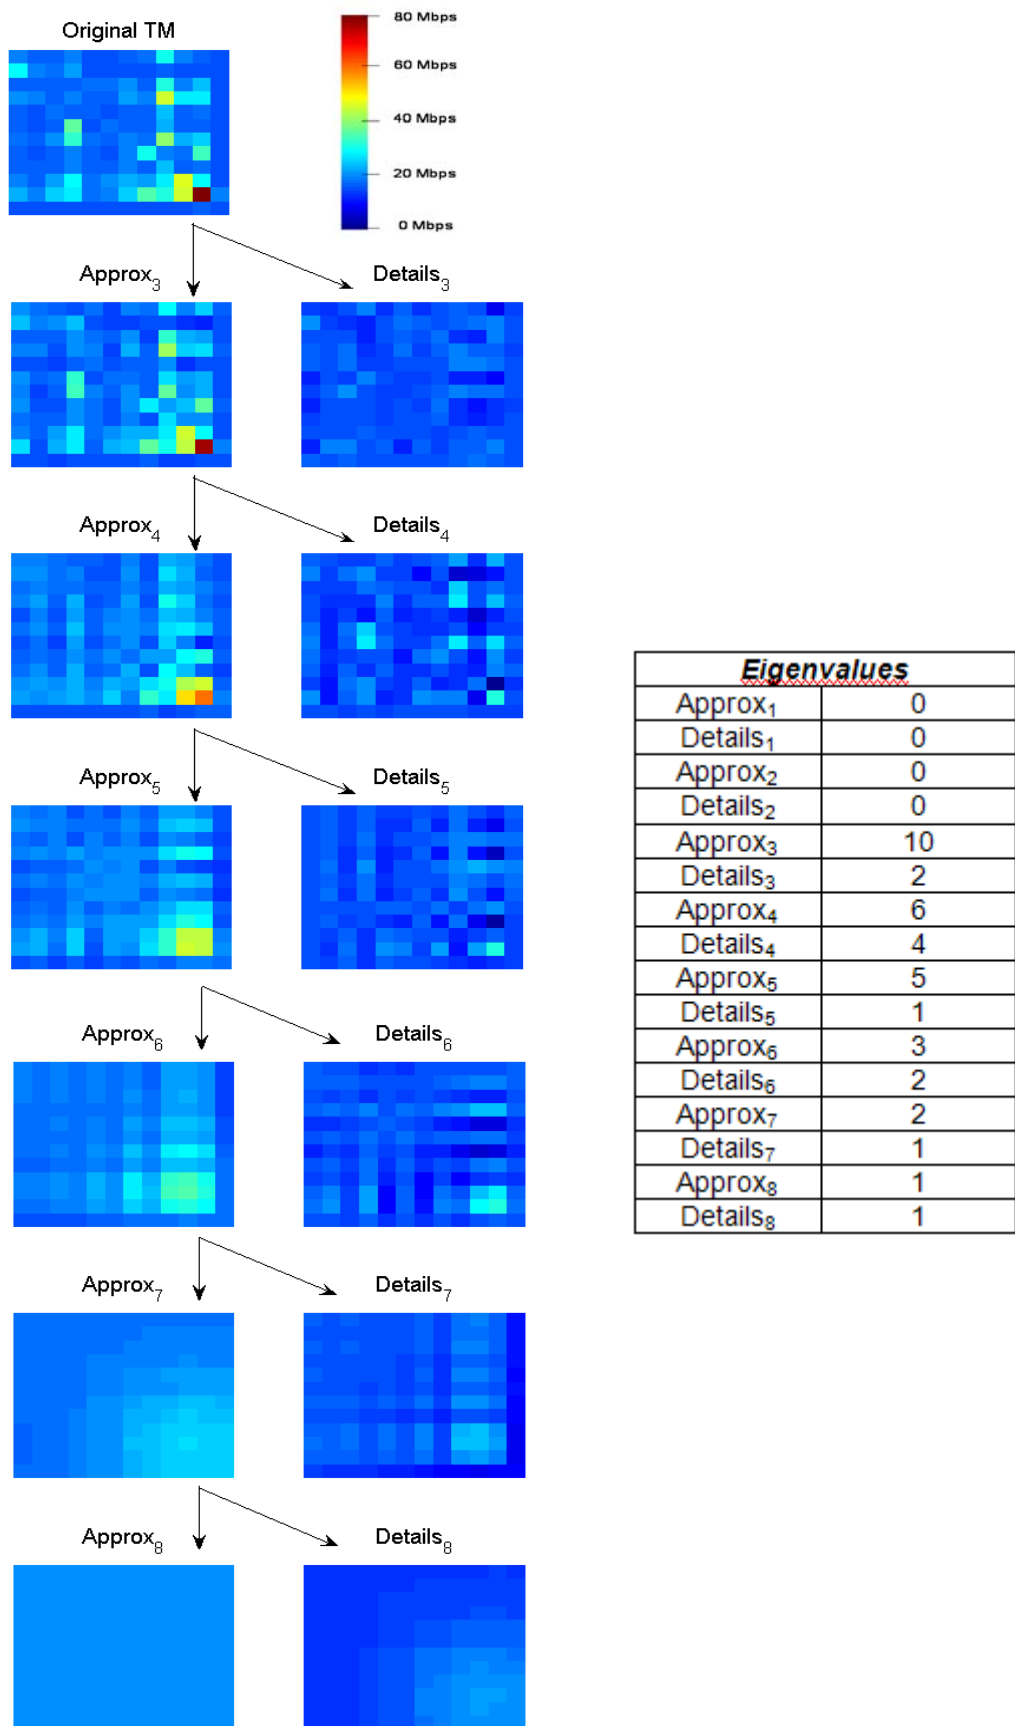 Original TM
80 Mbps
60 Mbps
40 Mbps
20 Mbps
0 Mbps
Approx₃ Details₃
Approx₄ Details₄
Approx₅ Details₅
Approx₆ Details₆
Approx₇ Details₇
Approx₈ Details₈
Eigenvalues
Approx₁ 0
Details₁ 0
Approx₂ 0
Details₂ 0
Approx₃ 10
Details₃ 2
Approx₄ 6
Details₄ 4
Approx₅ 5
Details₅ 1
Approx₆ 3
Details₆ 2
Approx₇ 2
Details₇ 1
Approx₈ 1
Details₈ 1